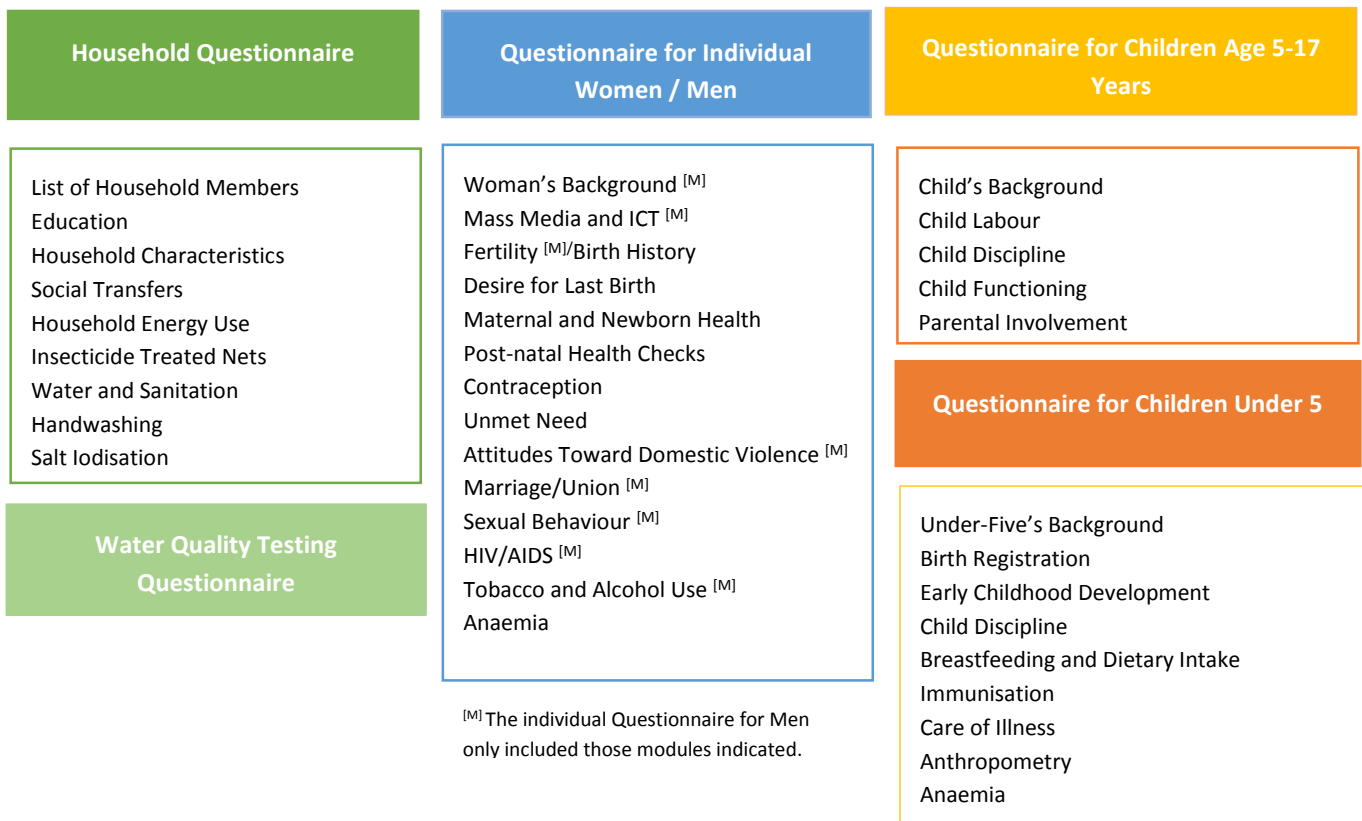 Household Questionnaire
List of Household Members
Education
Household Characteristics
Social Transfers
Household Energy Use
Insecticide Treated Nets
Water and Sanitation
Handwashing
Salt Iodisation
Water Quality Testing
Questionnaire
Questionnaire for Individual
Women / Men
Woman’s Background [M]
Mass Media and ICT [M]
Fertility [M]/Birth History
Desire for Last Birth
Maternal and Newborn Health
Post-natal Health Checks
Contraception
Unmet Need
Attitudes Toward Domestic Violence [M]
Marriage/Union [M]
Sexual Behaviour [M]
HIV/AIDS [M]
Tobacco and Alcohol Use [M]
Anaemia
[M] The individual Questionnaire for Men
only included those modules indicated.
Questionnaire for Children Age 5-17
Years
Child’s Background
Child Labour
Child Discipline
Child Functioning
Parental Involvement
Questionnaire for Children Under 5
Under-Five’s Background
Birth Registration
Early Childhood Development
Child Discipline
Breastfeeding and Dietary Intake
Immunisation
Care of Illness
Anthropometry
Anaemia